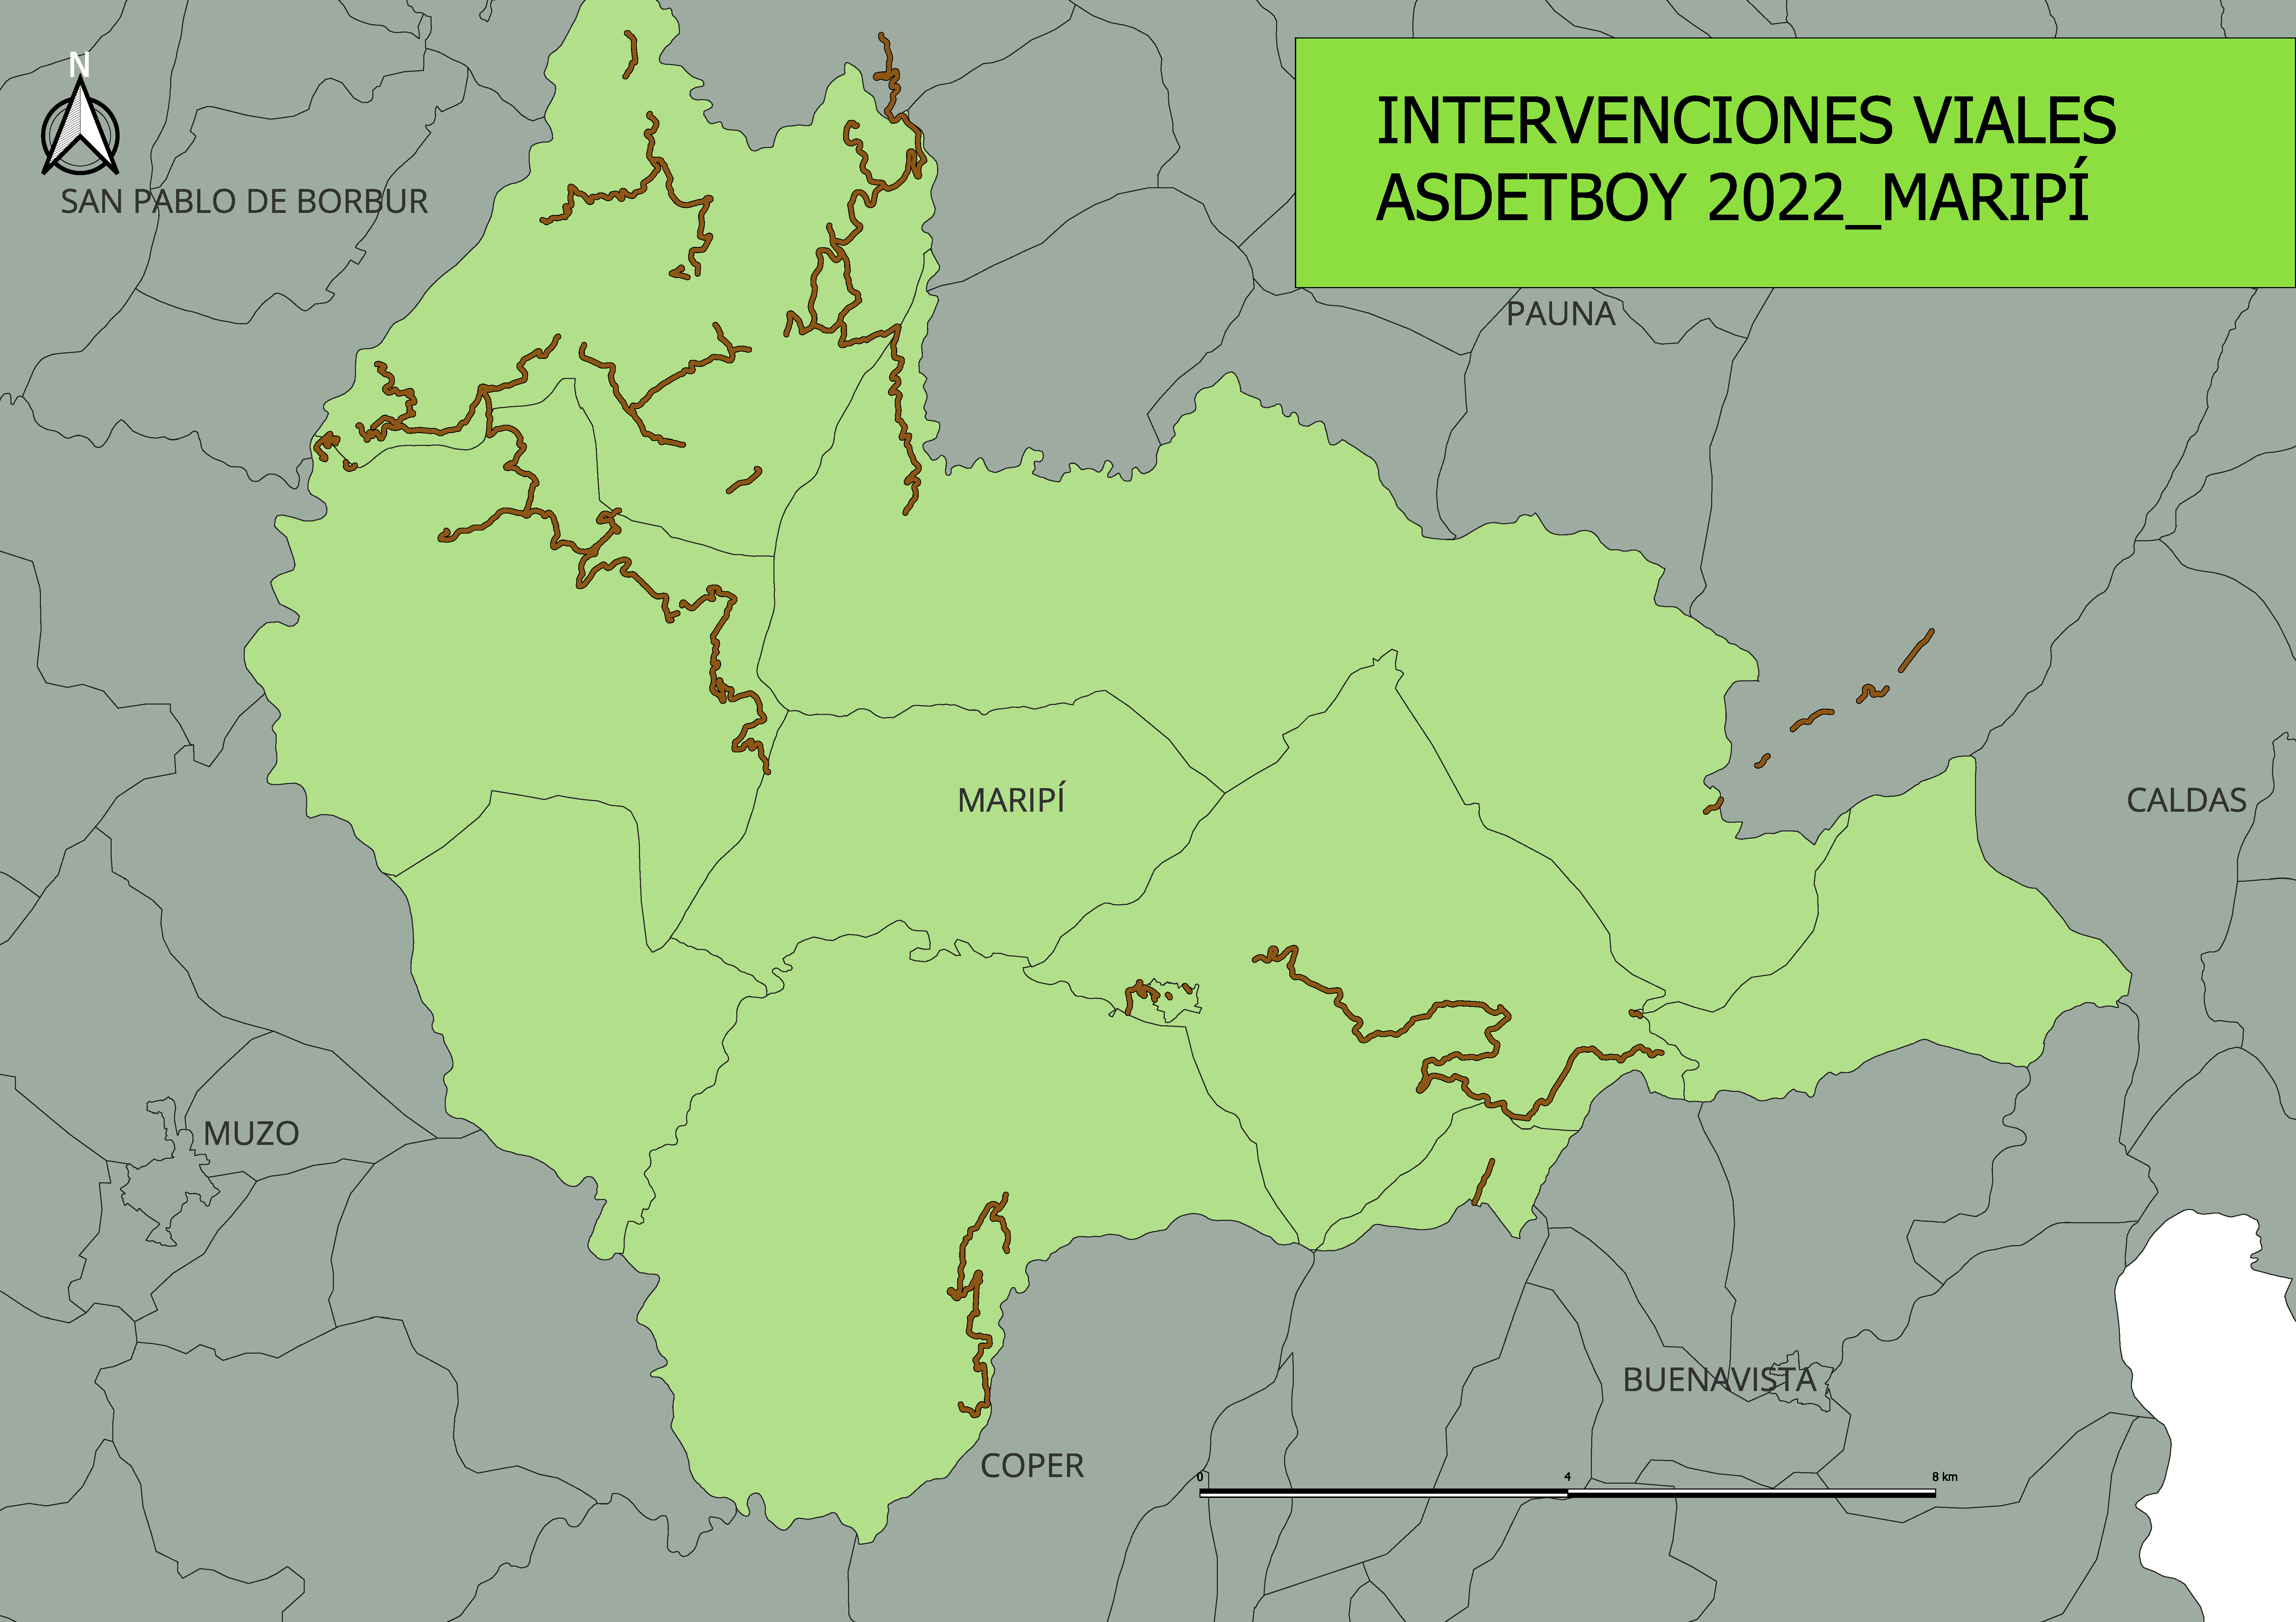 N
INTERVENCIONES VIALES
ASDETBOY 2022_MARIPÍ
SAN PABLO DE BORBUR
PAUNA
MARIPÍ
CALDAS
MUZO
BUENAVISTA
COPER
0 4 8 km